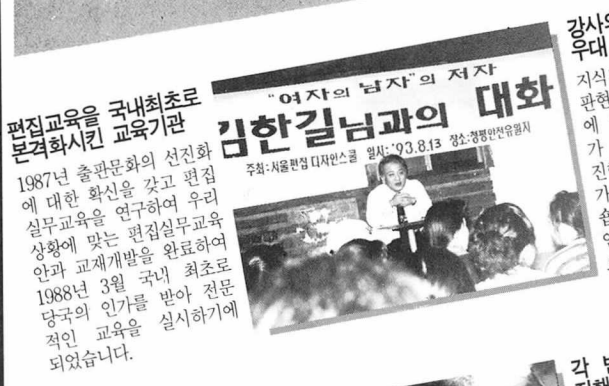 편집교육을 국내최초로
본격화시킨 교육기관
1987년 출판문화의 선진화
에 대한 확신을 갖고 편집
실무교육을 연구하여 우리
상황에 맞는 편집실무교육
안과 교재개발을 완료하여
1988년 3월 국내 최초로
당국의 인가를 받아 전문
적인 교육을 실시하기에
되었습니다.
"여자의 남자"의 저자
김한길님과의 대화
주최:서울편집 디자인스쿨 일시:'93.8.13 장소:청평안전유원지
강사
우대
지식
판현
에
가
진
가
각